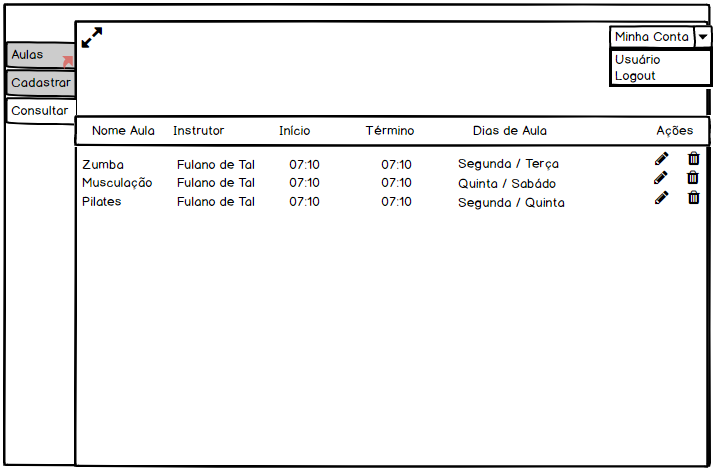 Minha Conta
Usuário
Logout
Aulas
Cadastrar
Consultar
Nome Aula Instrutor Início Término Dias de Aula Ações
Zumba Fulano de Tal 07:10 07:10 Segunda / Terça
Musculação Fulano de Tal 07:10 07:10 Quinta / Sabádo
Pilates Fulano de Tal 07:10 07:10 Segunda / Quinta